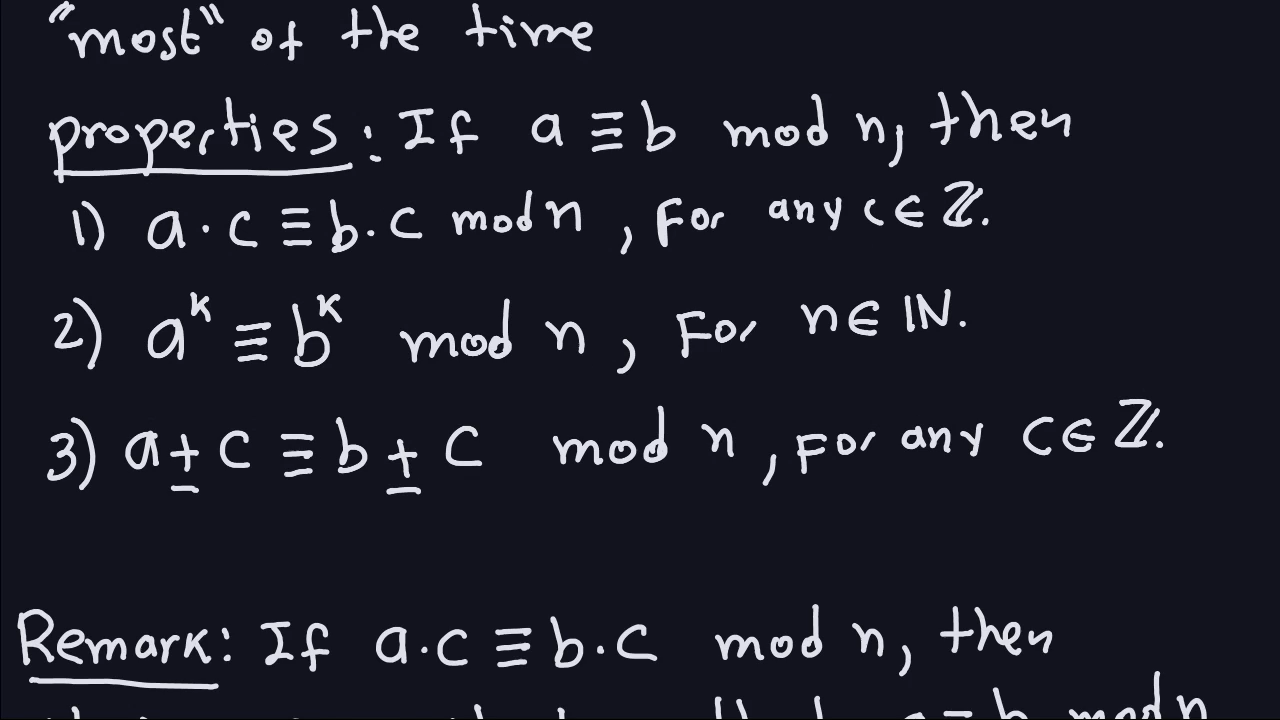 "most" of the time
properties: If a ≡ b mod n, then
1) a · c ≡ b · c mod n, For any c ∈ ℤ.
2) aᴷ ≡ bᴷ mod n, For n ∈ ℕ.
3) a ± c ≡ b ± c mod n, For any c ∈ ℤ.
Remark: If a · c ≡ b · c mod n, then
a ≡ b mod n